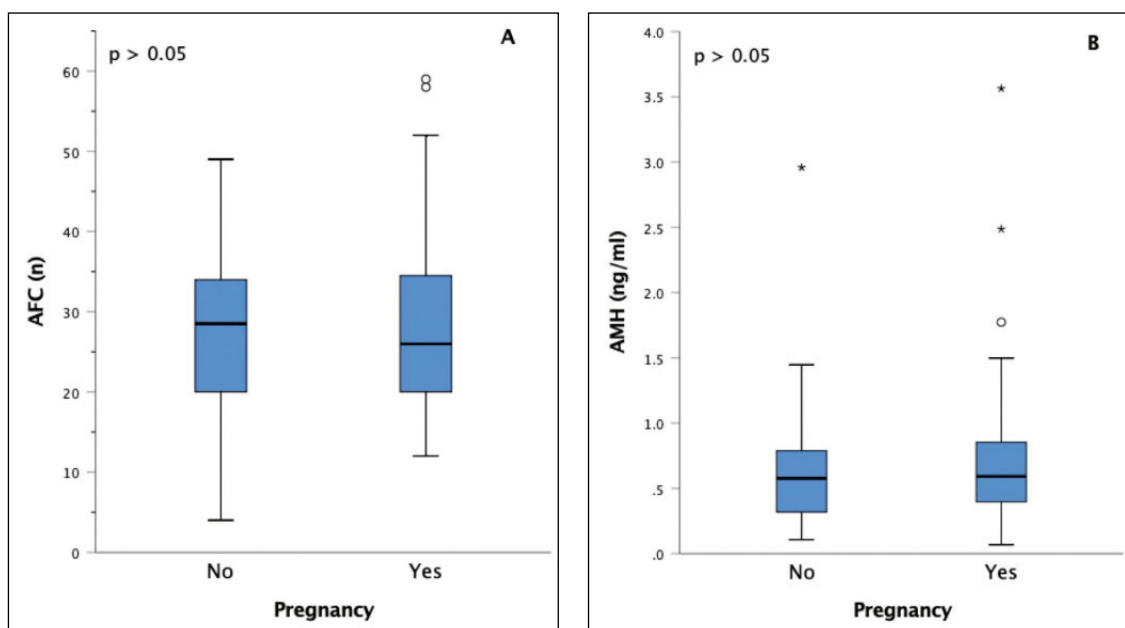 A
p > 0.05
AFC (n)
60
50
40
30
20
10
0
No Yes
Pregnancy
B
p > 0.05
AMH (ng/ml)
4.0
3.5
3.0
2.5
2.0
1.5
1.0
.5
.0
No Yes
Pregnancy